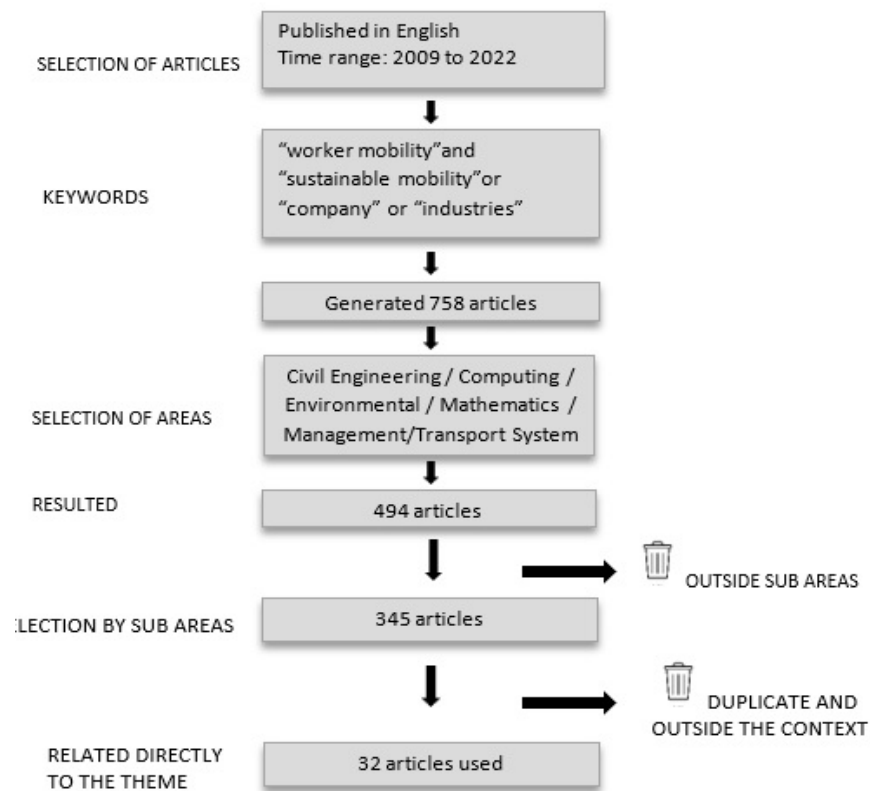 Published in English
Time range: 2009 to 2022
SELECTION OF ARTICLES
“worker mobility”and
“sustainable mobility”or
“company” or “industries”
KEYWORDS
Generated 758 articles
Civil Engineering / Computing /
Environmental / Mathematics /
Management/Transport System
SELECTION OF AREAS
RESULTED
494 articles
OUTSIDE SUB AREAS
LECTION BY SUB AREAS
345 articles
DUPLICATE AND
OUTSIDE THE CONTEXT
RELATED DIRECTLY
TO THE THEME
32 articles used